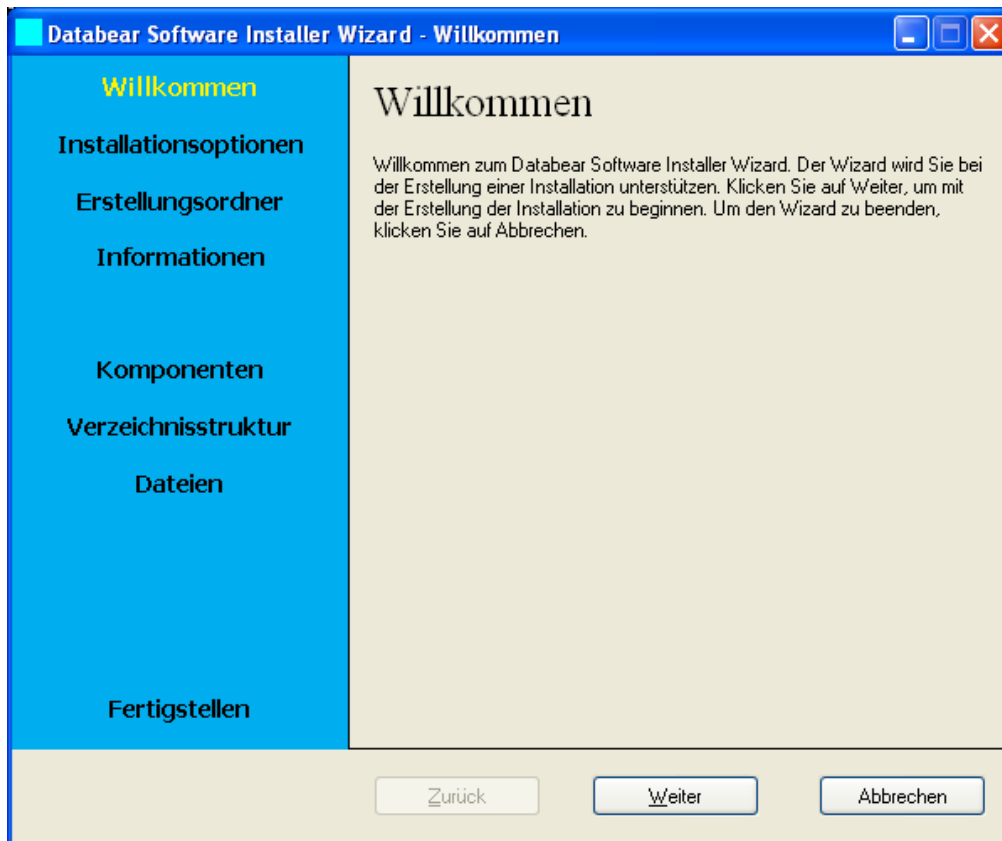 Databear Software Installer Wizard - Willkommen
Willkommen
Installationsoptionen
Erstellungsordner
Informationen
Komponenten
Verzeichnisstruktur
Dateien
Fertigstellen
Willkommen
Willkommen zum Databear Software Installer Wizard. Der Wizard wird Sie bei
der Erstellung einer Installation unterstützen. Klicken Sie auf Weiter, um mit
der Erstellung der Installation zu beginnen. Um den Wizard zu beenden,
klicken Sie auf Abbrechen.
Zurück
Weiter
Abbrechen